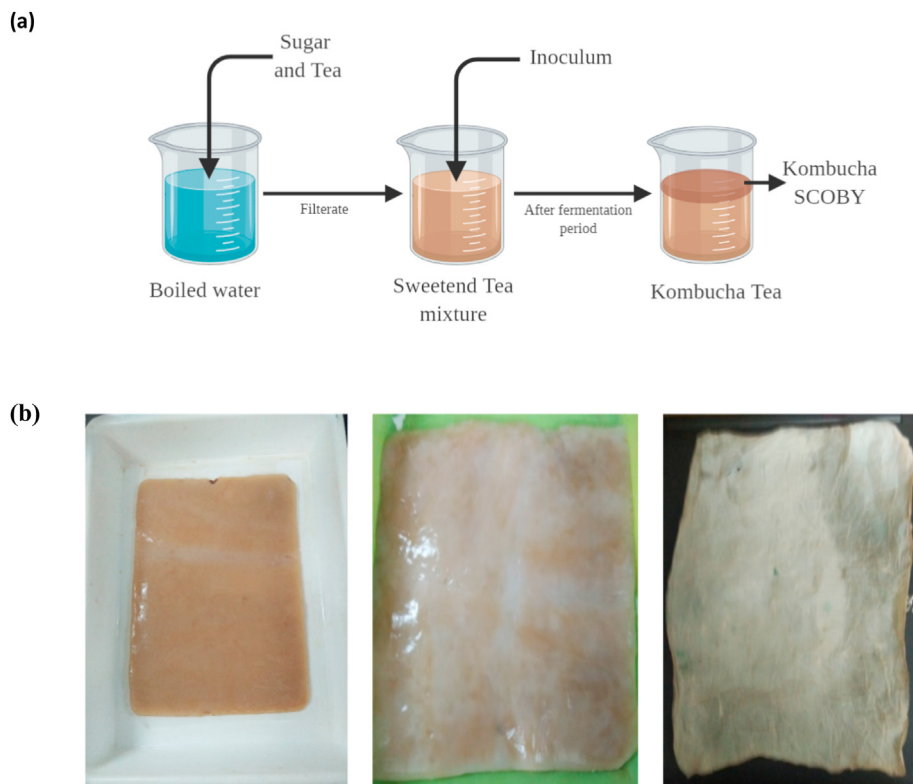 (a)
Sugar
and Tea
Inoculum
Kombucha
SCOBY
Filterate
After fermentation
period
Boiled water
Sweetend Tea
mixture
Kombucha Tea
(b)